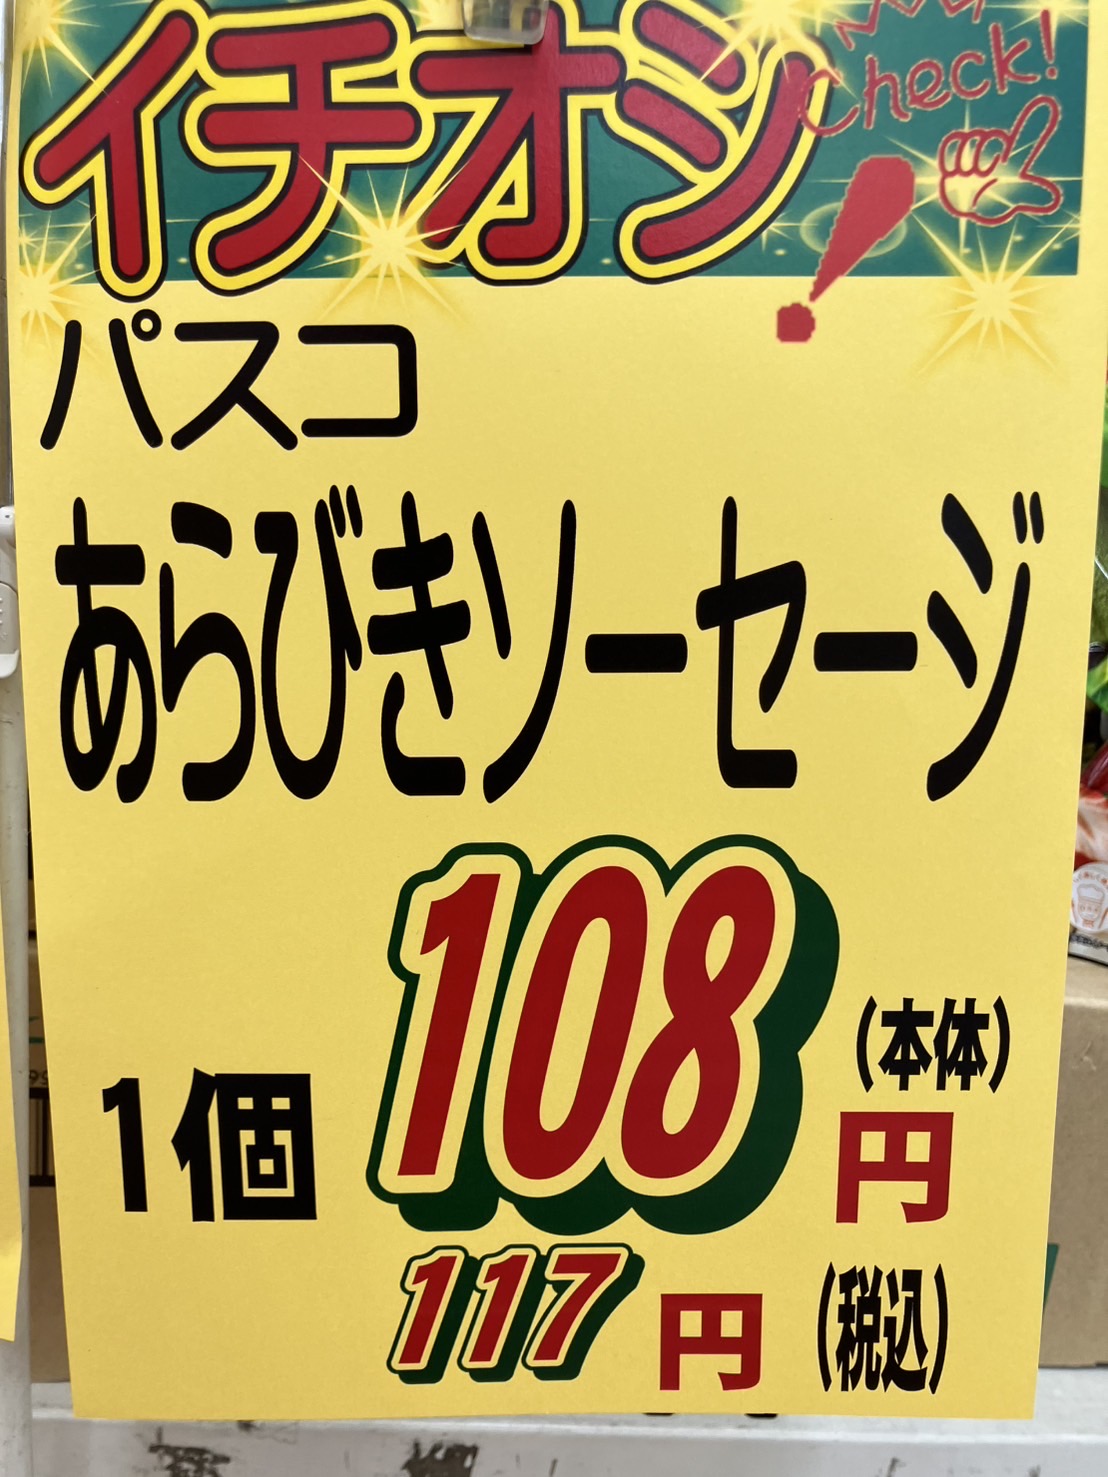 イチオシ
Check!
パスコ
あらびきソーセージ
1個 108円 (本体)
117円 (税込)